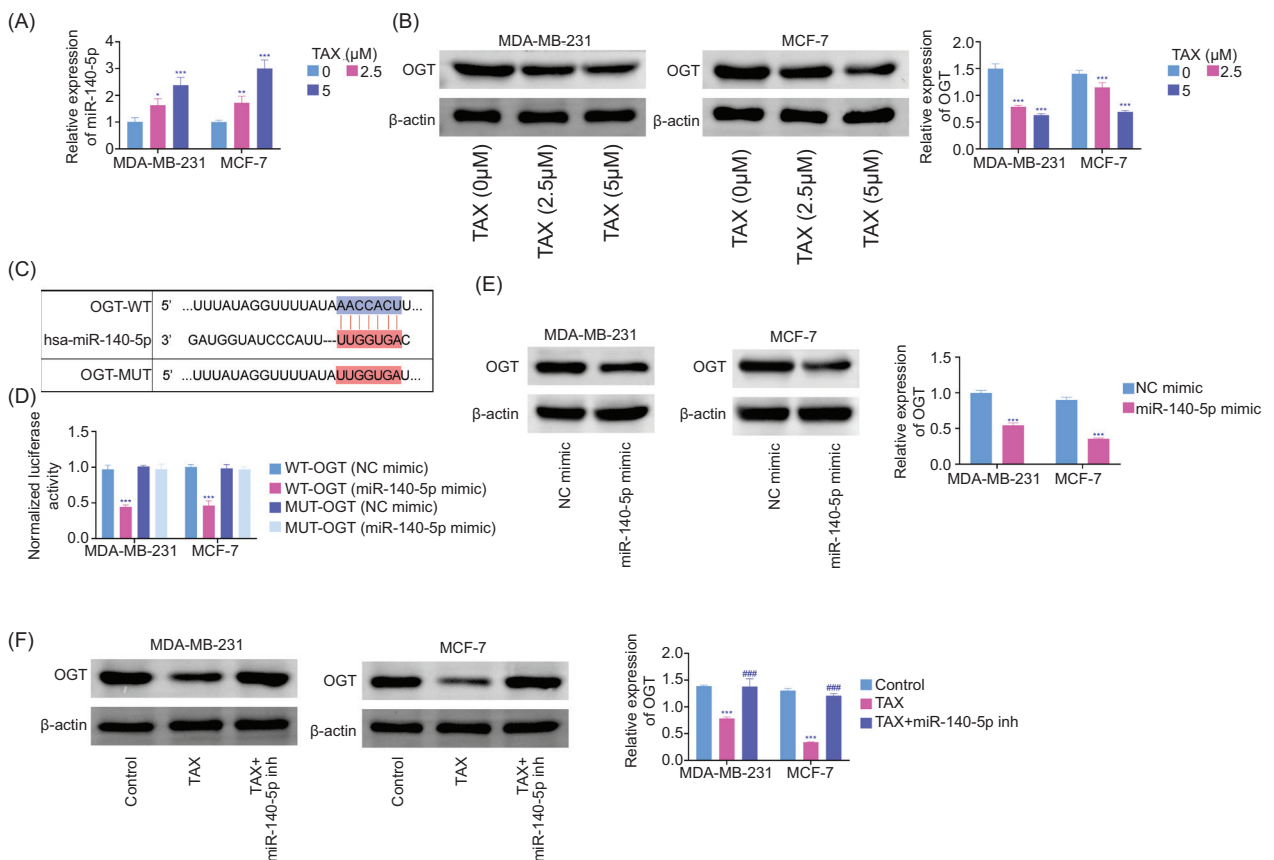 (A)
Relative expression
of miR-140-5p
4
3
2
1
0
*
***
**
***
MDA-MB-231
MCF-7
TAX (µM)
0
2.5
5
(B)
MDA-MB-231
OGT
β-actin
TAX (0µM)
TAX (2.5µM)
TAX (5µM)
MCF-7
OGT
β-actin
TAX (0µM)
TAX (2.5µM)
TAX (5µM)
Relative expression
of OGT
2.0
1.5
1.0
0.5
0.0
***
***
***
***
MDA-MB-231
MCF-7
TAX (µM)
0
2.5
5
(C)
OGT-WT 5' ...UUUAUAGGUUUUAUAAACCACUU...
hsa-miR-140-5p 3' GAUGGUAUCCCAUU---UUGGUGAC
OGT-MUT 5' ...UUUAUAGGUUUUAUAUUGGUGAU...
(D)
Normalized luciferase
activity
1.5
1.0
0.5
0.0
***
***
MDA-MB-231
MCF-7
WT-OGT (NC mimic)
WT-OGT (miR-140-5p mimic)
MUT-OGT (NC mimic)
MUT-OGT (miR-140-5p mimic)
(E)
MDA-MB-231
OGT
β-actin
NC mimic
miR-140-5p mimic
MCF-7
OGT
β-actin
NC mimic
miR-140-5p mimic
Relative expression
of OGT
1.5
1.0
0.5
0.0
***
***
MDA-MB-231
MCF-7
NC mimic
miR-140-5p mimic
(F)
MDA-MB-231
OGT
β-actin
Control
TAX
TAX+
miR-140-5p inh
MCF-7
OGT
β-actin
Control
TAX
TAX+
miR-140-5p inh
Relative expression
of OGT
2.0
1.5
1.0
0.5
0.0
***
###
***
###
MDA-MB-231
MCF-7
Control
TAX
TAX+miR-140-5p inh